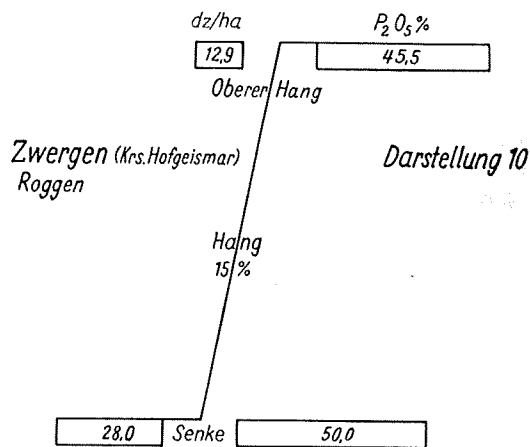 dz/ha P₂O₅%
12,9 45,5
Oberer Hang
Zwergen (Krs. Hofgeismar) Darstellung 10
Roggen
Hang
15 %
28,0 Senke 50,0